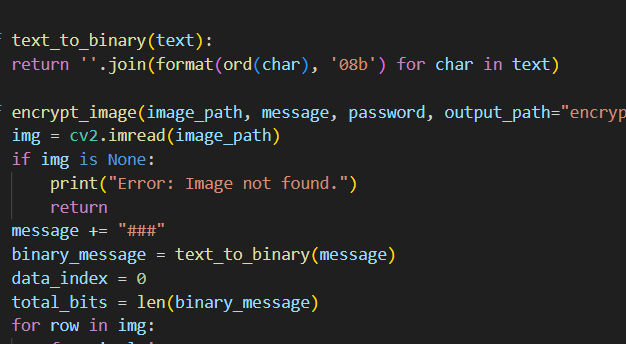 text_to_binary(text):
return ''.join(format(ord(char), '08b') for char in text)
encrypt_image(image_path, message, password, output_path="encryp
img = cv2.imread(image_path)
if img is None:
print("Error: Image not found.")
return
message += "###"
binary_message = text_to_binary(message)
data_index = 0
total_bits = len(binary_message)
for row in img: